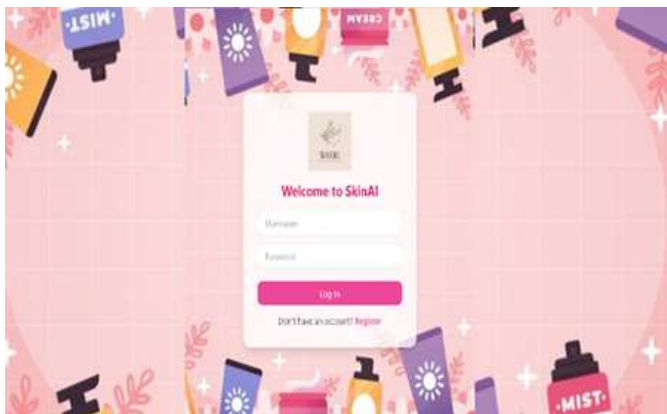 MIST
CREAM
SKINAI
Welcome to SkinAI
Username
Password
Log In
Don't have an account? Register
MIST